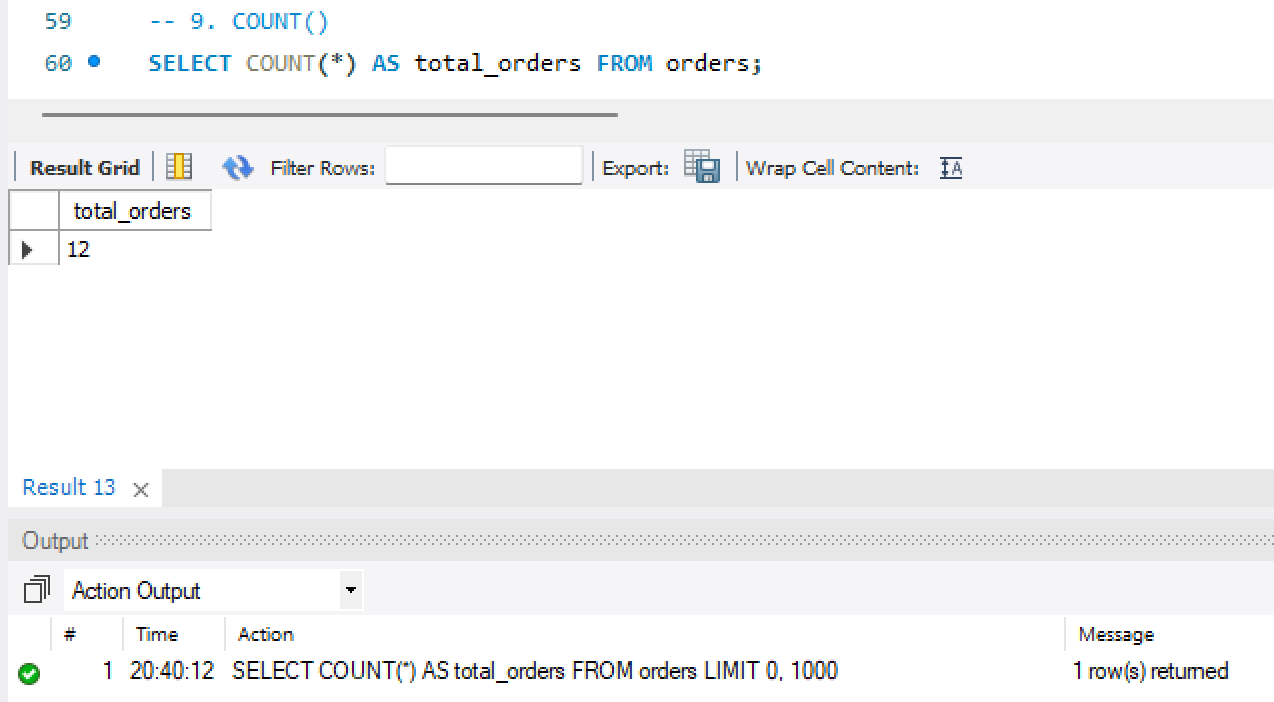 59 -- 9. COUNT()
60 SELECT COUNT(*) AS total_orders FROM orders;
Result Grid Filter Rows: Export: Wrap Cell Content: IA
total_orders
12
Result 13
Output
Action Output
# Time Action Message
1 20:40:12 SELECT COUNT(*) AS total_orders FROM orders LIMIT 0, 1000 1 row(s) returned